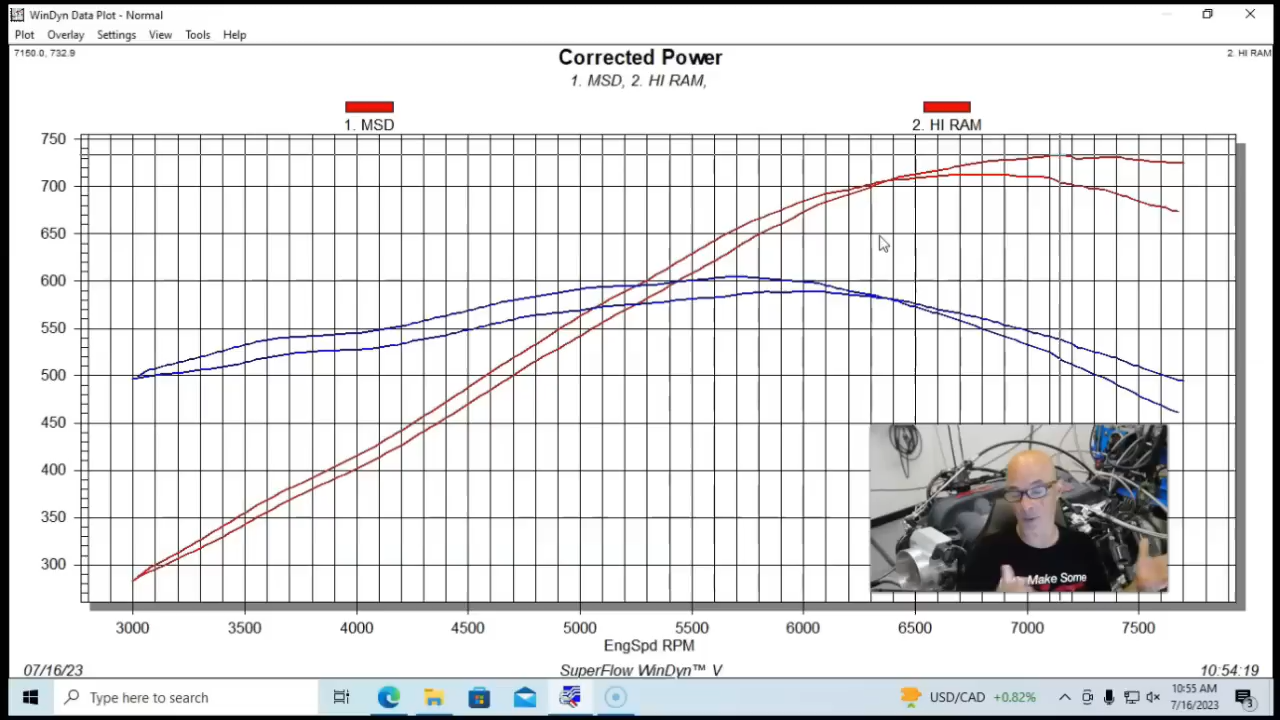 WinDyn Data Plot - Normal
Plot Overlay Settings View Tools Help
7150.0, 732.9
2. HI RAM
Corrected Power
1. MSD, 2. HI RAM,
1. MSD
2. HI RAM
750
700
650
600
550
500
450
400
350
300
3000 3500 4000 4500 5000 5500 6000 6500 7000 7500
EngSpd RPM
Make Some
07/16/23
SuperFlow WinDyn™ V
10:54:19
Type here to search
USD/CAD +0.82%
10:55 AM
7/16/2023
3